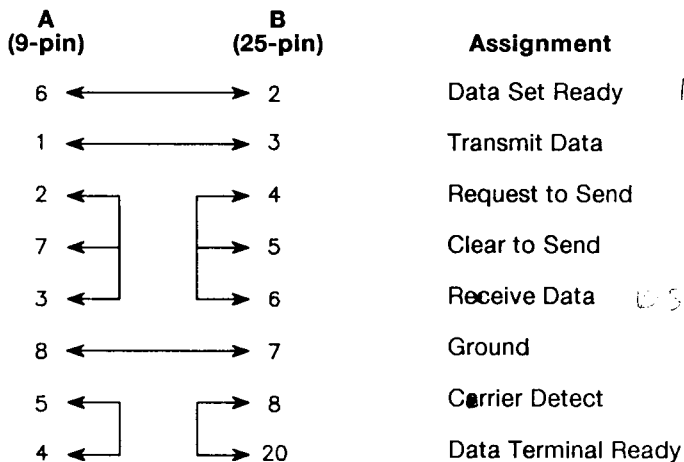 A B
(9-pin) (25-pin) Assignment
6 2 Data Set Ready
1 3 Transmit Data
2 4 Request to Send
7 5 Clear to Send
3 6 Receive Data
8 7 Ground
5 8 Carrier Detect
4 20 Data Terminal Ready